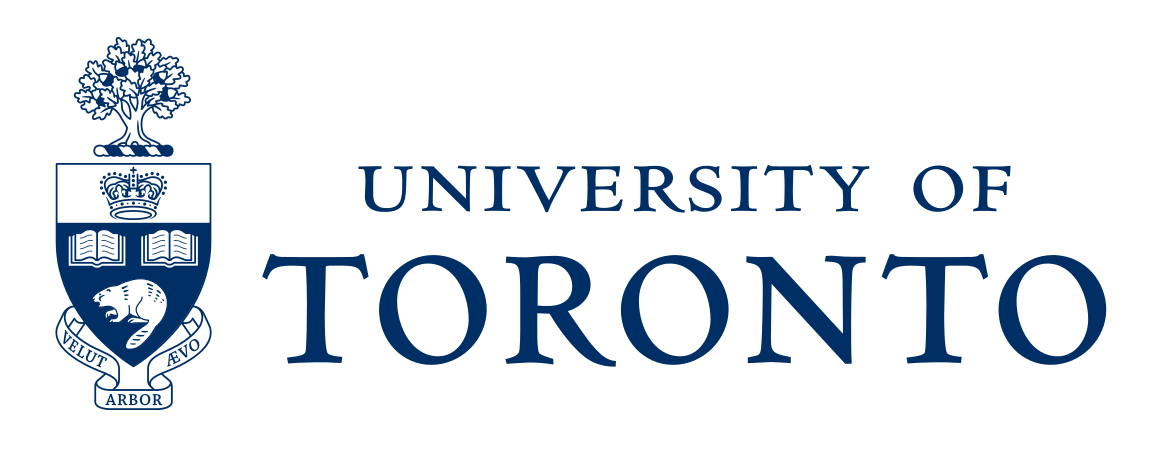 UNIVERSITY OF
TORONTO
VELUT
ARBOR
ÆVO